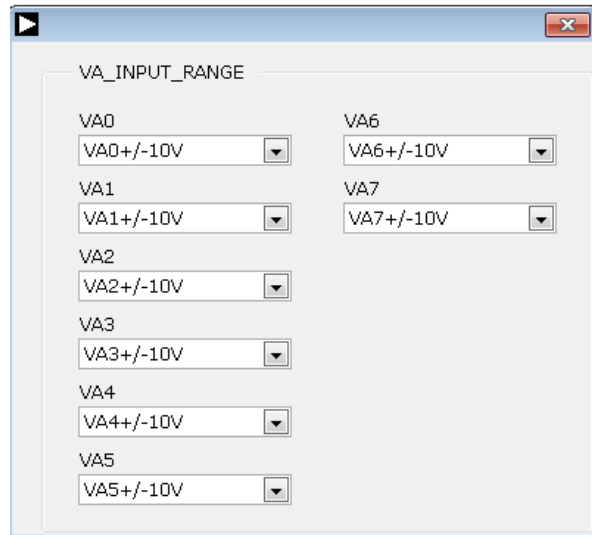 VA_INPUT_RANGE
VA0
VA0+/-10V
VA1
VA1+/-10V
VA2
VA2+/-10V
VA3
VA3+/-10V
VA4
VA4+/-10V
VA5
VA5+/-10V
VA6
VA6+/-10V
VA7
VA7+/-10V